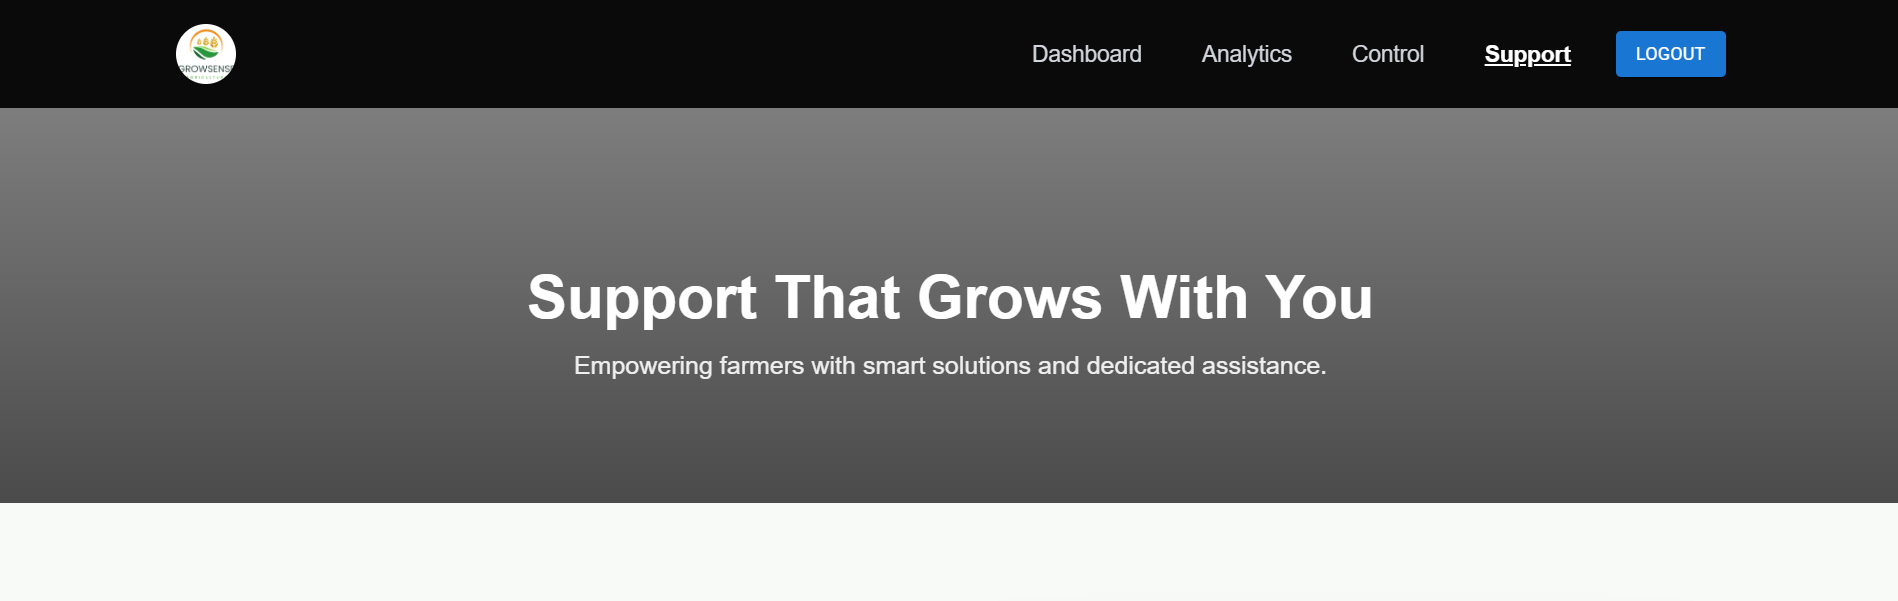 GROWSENSE
Dashboard
Analytics
Control
Support
LOGOUT
Support That Grows With You
Empowering farmers with smart solutions and dedicated assistance.